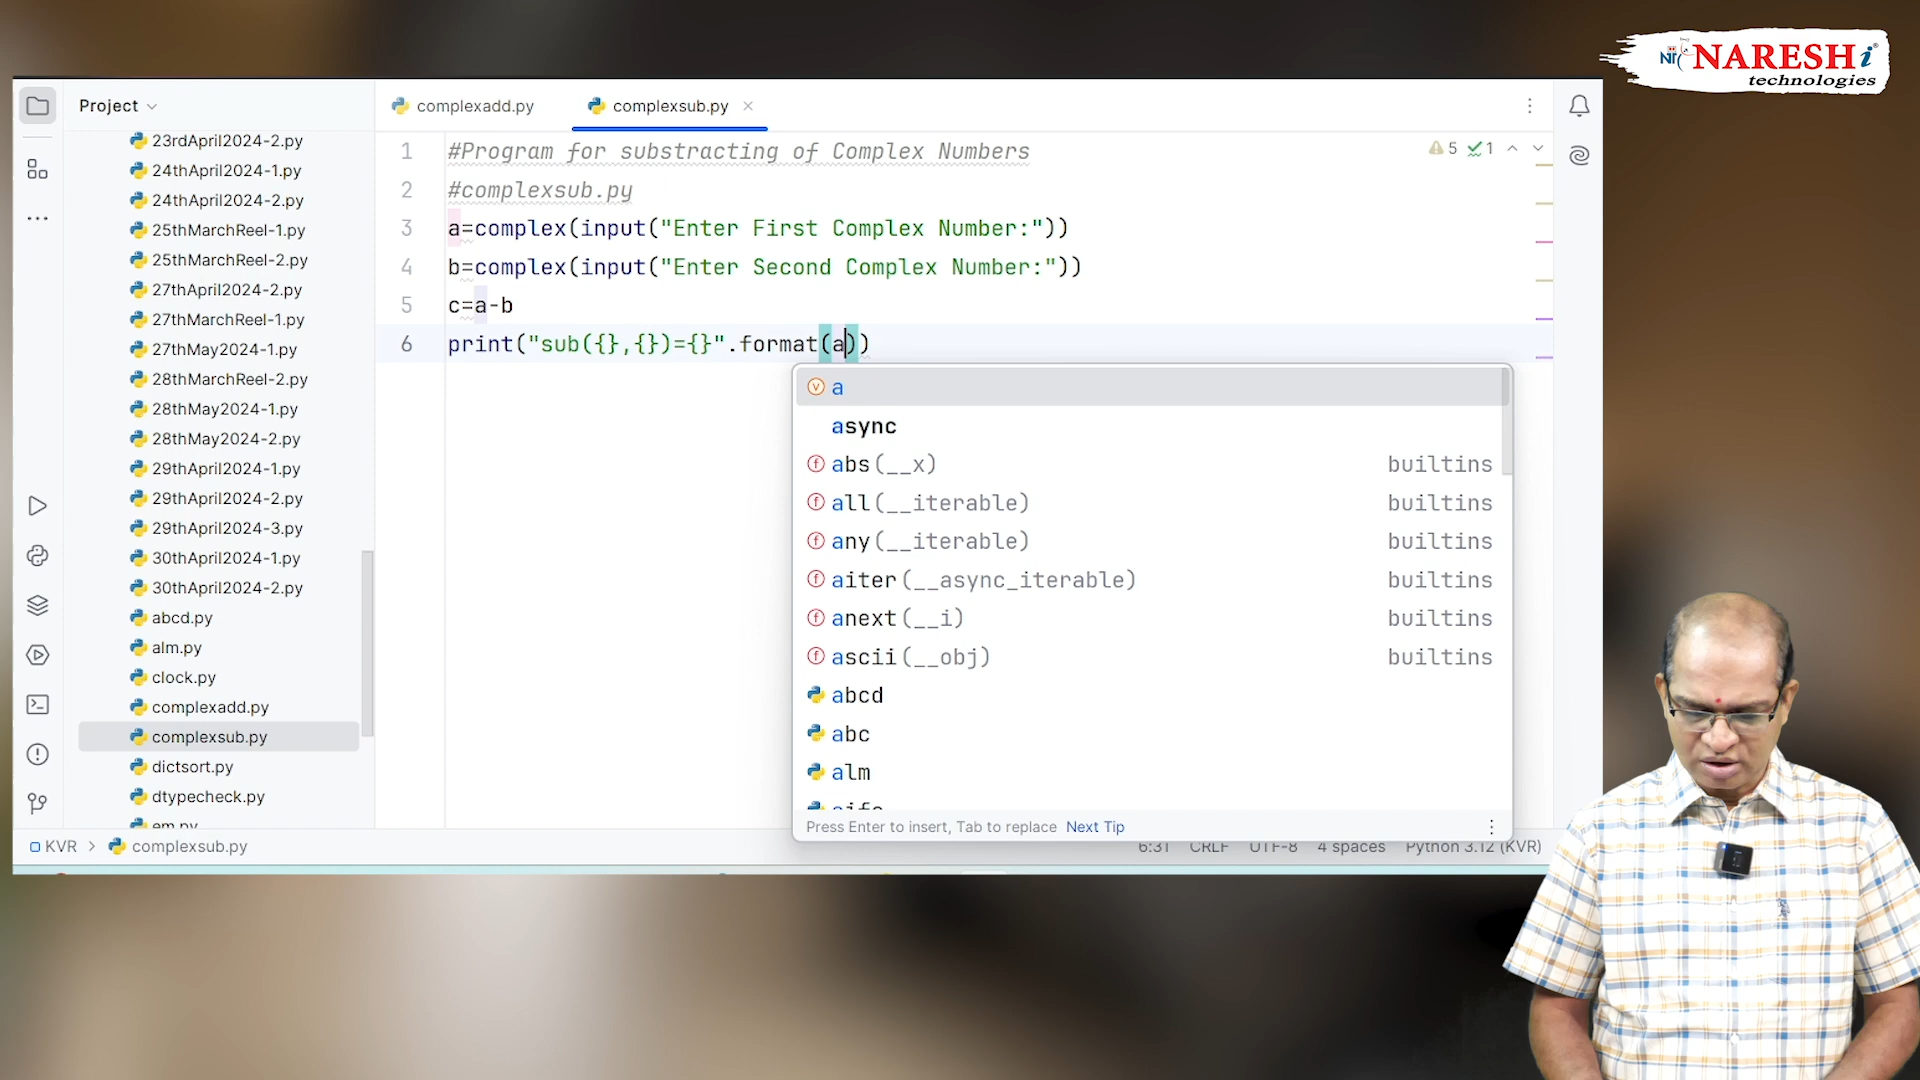 NARESH i
technologies
Project
complexadd.py
complexsub.py
23rdApril2024-2.py
24thApril2024-1.py
24thApril2024-2.py
25thMarchReel-1.py
25thMarchReel-2.py
27thApril2024-2.py
27thMarchReel-1.py
27thMay2024-1.py
28thMarchReel-2.py
28thMay2024-1.py
28thMay2024-2.py
29thApril2024-1.py
29thApril2024-2.py
29thApril2024-3.py
30thApril2024-1.py
30thApril2024-2.py
abcd.py
alm.py
clock.py
complexadd.py
complexsub.py
dictsort.py
dtypecheck.py
em.py
5 1
1 #Program for substracting of Complex Numbers
2 #complexsub.py
3 a=complex(input("Enter First Complex Number:"))
4 b=complex(input("Enter Second Complex Number:"))
5 c=a-b
6 print("sub({},{})={}".format(a))
a
async
abs(__x) builtins
all(__iterable) builtins
any(__iterable) builtins
aiter(__async_iterable) builtins
anext(__i) builtins
ascii(__obj) builtins
abcd
abc
alm
aifc
Press Enter to insert, Tab to replace Next Tip
KVR > complexsub.py
6:31 CRLF UTF-8 4 spaces Python 3.12 (KVR)